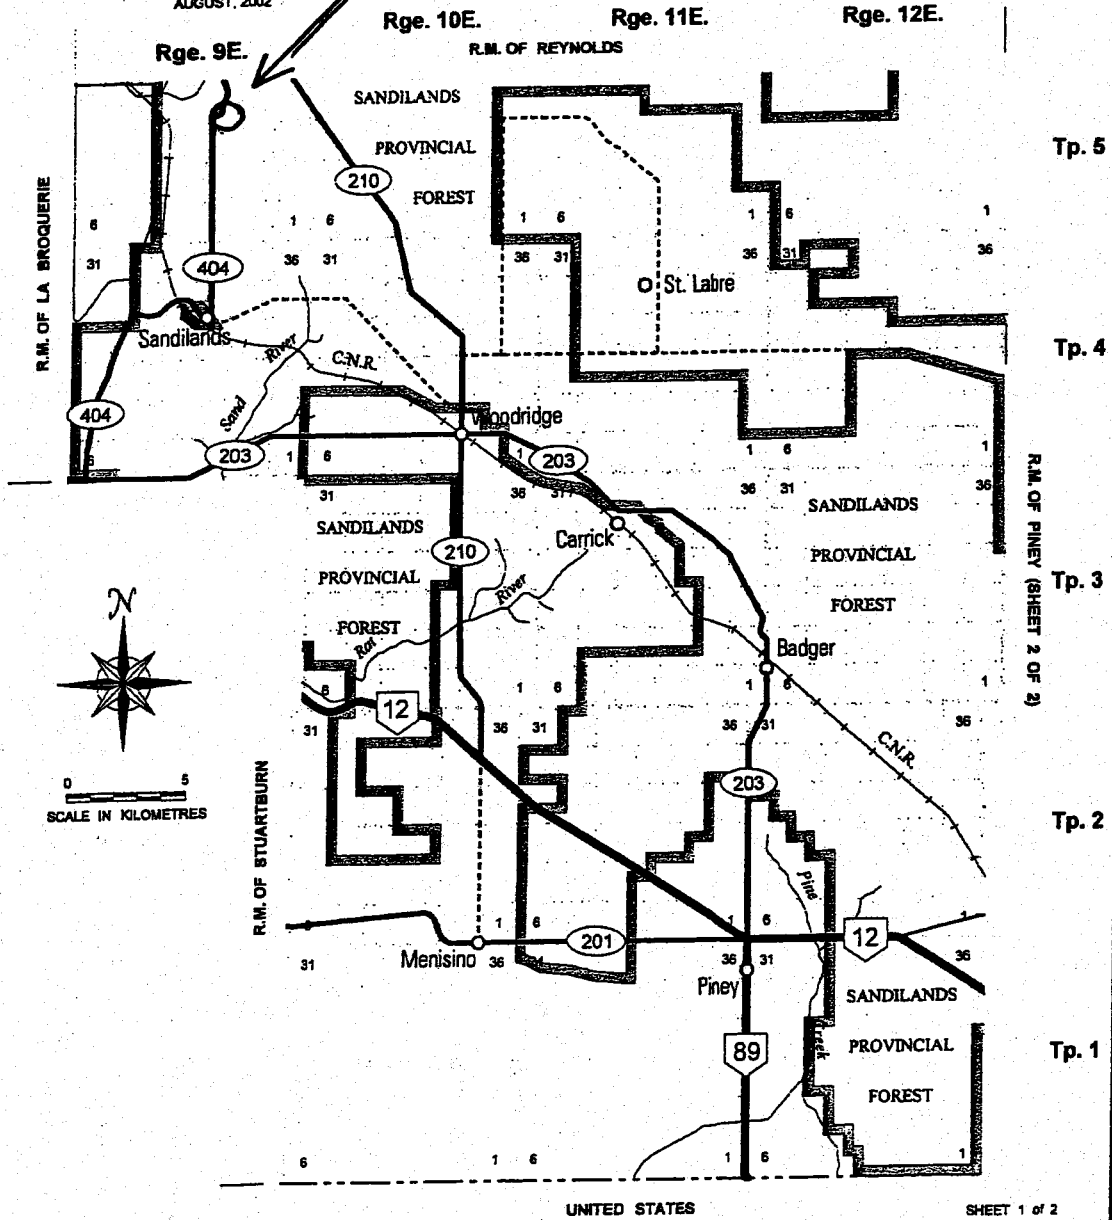 AUGUST, 2002
Rge. 9E.
Rge. 10E.
Rge. 11E.
Rge. 12E.
R.M. OF REYNOLDS
SANDILANDS
PROVINCIAL
FOREST
Tp. 5
210
R.M. OF LA BROQUERIE
6
1 6
1 6
1 6
1
31
36 31
36 31
36 31
36
404
St. Labre
Sandilands
River
C.N.R.
Sand
Tp. 4
404
Woodridge
203
203
6
1 6
1
1 6
1
31
36 31
36 31
36
SANDILANDS
PROVINCIAL
FOREST
SANDILANDS
PROVINCIAL
FOREST
Carrick
210
River
Rat
R.M. OF PINEY (SHEET 2 OF 2)
Tp. 3
N
Badger
6
1 6
1 6
1
12
31
36 31
36 31
36
C.N.R.
203
0 5
SCALE IN KILOMETRES
R.M. OF STUARTBURN
Tp. 2
Pine
1 6
1 6
1
Menisino
201
12
31
36 31
36 31
36
Piney
SANDILANDS
PROVINCIAL
FOREST
Creek
89
Tp. 1
6
1 6
1 6
1
UNITED STATES
SHEET 1 of 2